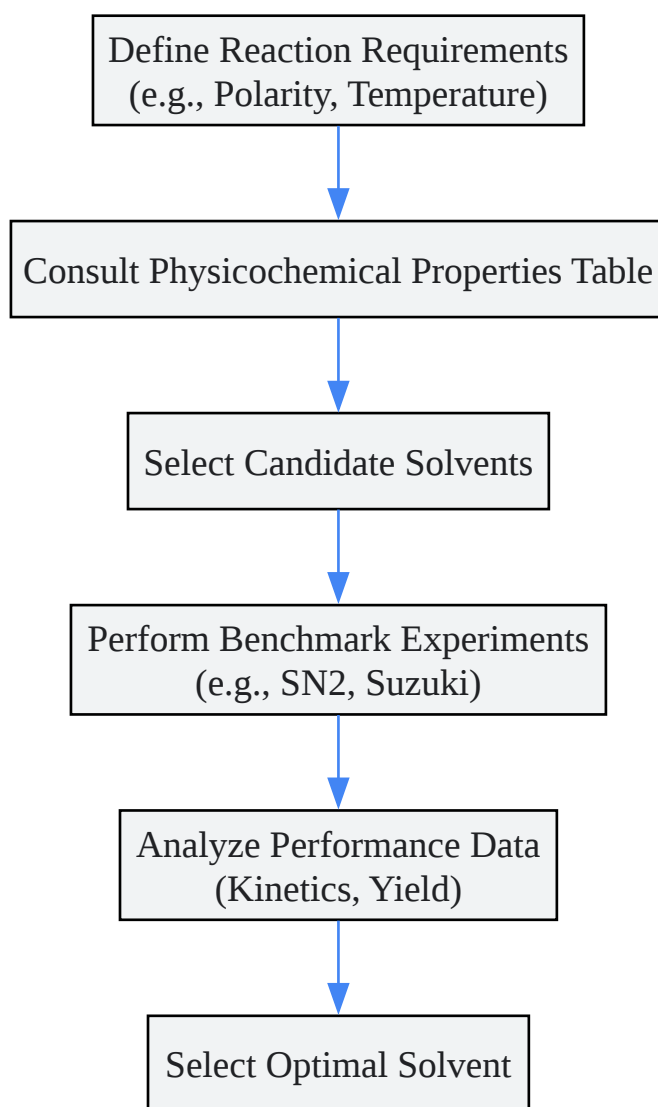 Define Reaction Requirements
(e.g., Polarity, Temperature)
Consult Physicochemical Properties Table
Select Candidate Solvents
Perform Benchmark Experiments
(e.g., SN2, Suzuki)
Analyze Performance Data
(Kinetics, Yield)
Select Optimal Solvent